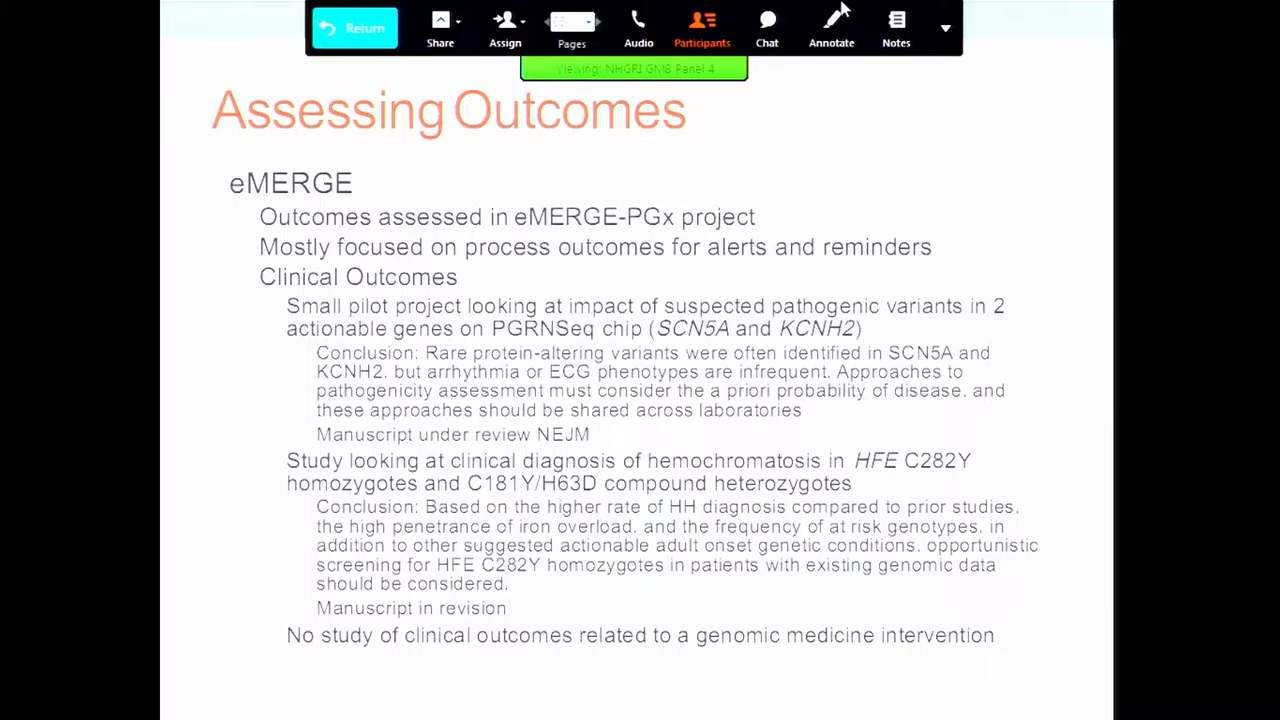 Return
Share
Assign
Pages
Audio
Participants
Chat
Annotate
Notes
Viewing: NHGRI GM8 Panel 4
Assessing Outcomes
eMERGE
Outcomes assessed in eMERGE-PGx project
Mostly focused on process outcomes for alerts and reminders
Clinical Outcomes
Small pilot project looking at impact of suspected pathogenic variants in 2
actionable genes on PGRNSeq chip (SCN5A and KCNH2)
Conclusion: Rare protein-altering variants were often identified in SCN5A and
KCNH2, but arrhythmia or ECG phenotypes are infrequent. Approaches to
pathogenicity assessment must consider the a priori probability of disease, and
these approaches should be shared across laboratories
Manuscript under review NEJM
Study looking at clinical diagnosis of hemochromatosis in HFE C282Y
homozygotes and C181Y/H63D compound heterozygotes
Conclusion: Based on the higher rate of HH diagnosis compared to prior studies,
the high penetrance of iron overload, and the frequency of at risk genotypes, in
addition to other suggested actionable adult onset genetic conditions, opportunistic
screening for HFE C282Y homozygotes in patients with existing genomic data
should be considered.
Manuscript in revision
No study of clinical outcomes related to a genomic medicine intervention